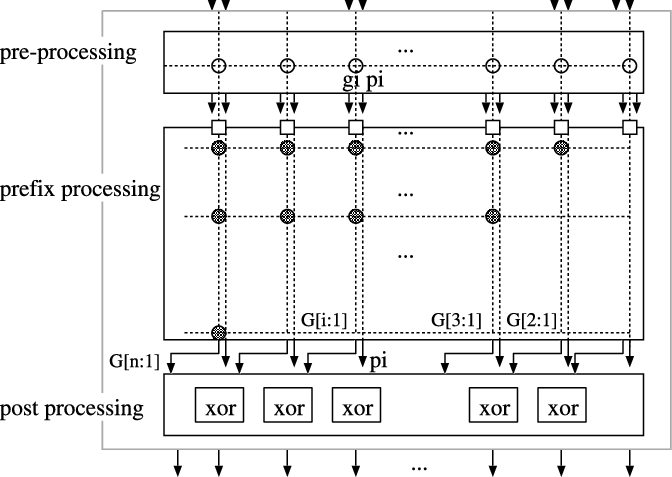 pre-processing
...
gi pi
...
prefix processing
...
...
G[i:1] G[3:1] G[2:1]
G[n:1] pi
post processing xor xor xor xor xor
...